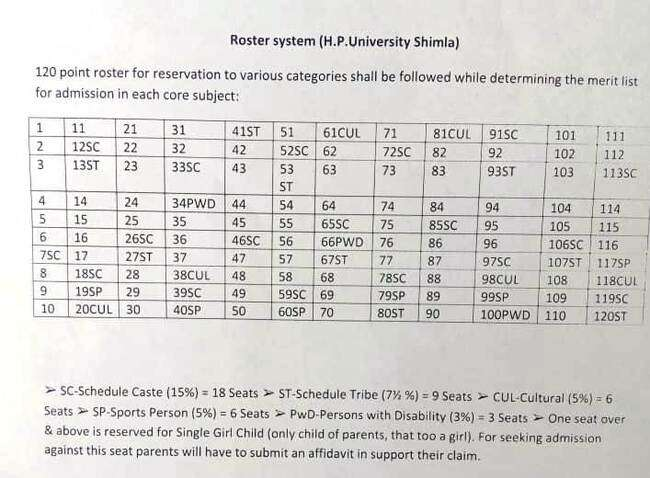 Roster system (H.P.University Shimla)
120 point roster for reservation to various categories shall be followed while determining the merit list
for admission in each core subject:
1 11 21 31 41ST 51 61CUL 71 81CUL 91SC 101 111
2 12SC 22 32 42 52SC 62 72SC 82 92 102 112
3 13ST 23 33SC 43 53 63 73 83 93ST 103 113SC
ST
4 14 24 34PWD 44 54 64 74 84 94 104 114
5 15 25 35 45 55 65SC 75 85SC 95 105 115
6 16 26SC 36 46SC 56 66PWD 76 86 96 106SC 116
7SC 17 27ST 37 47 57 67ST 77 87 97SC 107ST 117SP
8 18SC 28 38CUL 48 58 68 78SC 88 98CUL 108 118CUL
9 19SP 29 39SC 49 59SC 69 79SP 89 99SP 109 119SC
10 20CUL 30 40SP 50 60SP 70 80ST 90 100PWD 110 120ST
➢ SC-Schedule Caste (15%) = 18 Seats ➢ ST-Schedule Tribe (7½ %) = 9 Seats ➢ CUL-Cultural (5%) = 6
Seats ➢ SP-Sports Person (5%) = 6 Seats ➢ PwD-Persons with Disability (3%) = 3 Seats ➢ One seat over
& above is reserved for Single Girl Child (only child of parents, that too a girl). For seeking admission
against this seat parents will have to submit an affidavit in support their claim.